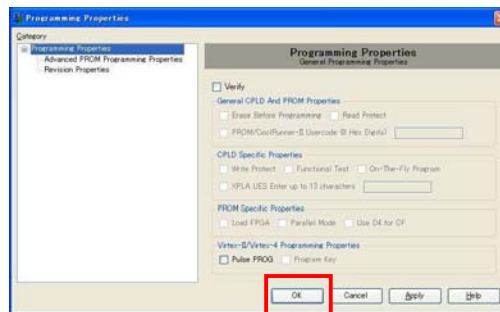 Programming Properties
Category
Programming Properties
Advanced PROM Programming Properties
Revision Properties
Programming Properties
General Programming Properties
Verify
General CPLD And PROM Properties
Erase Before Programming Read Protect
PROM/CoolRunner-II Usercode (8 Hex Digits)
CPLD Specific Properties
Write Protect Functional Test On-The-Fly Program
XPLA UES Enter up to 13 characters
PROM Specific Properties
Load FPGA Parallel Mode Use D4 for CF
Virtex-II/Virtex-4 Programming Properties
Pulse PROG Program Key
OK Cancel Apply Help